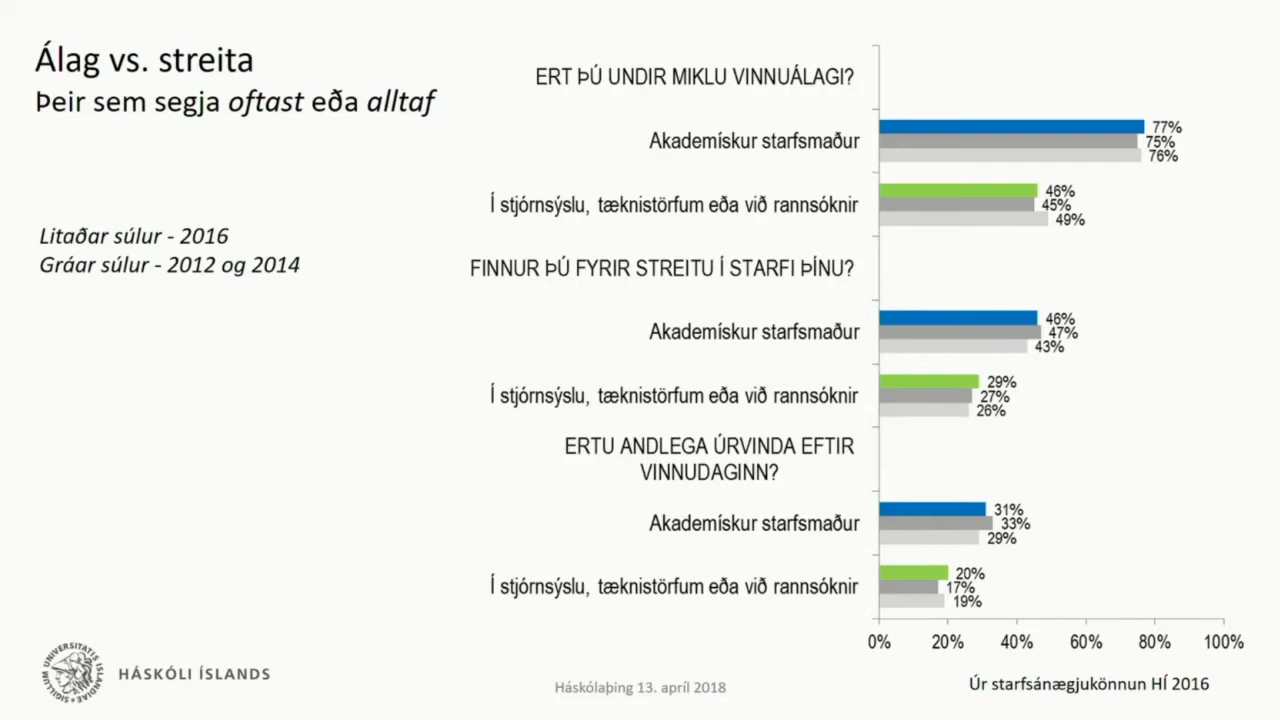 Álag vs. streita
Þeir sem segja oftast eða alltaf
Litaðar súlur - 2016
Gráar súlur - 2012 og 2014
ERT ÞÚ UNDIR MIKLU VINNUÁLAGI?
Akademískur starfsmaður
77%
75%
76%
Í stjórnsýslu, tæknistörfum eða við rannsóknir
46%
45%
49%
FINNUR ÞÚ FYRIR STREITU Í STARFI ÞÍNU?
Akademískur starfsmaður
46%
47%
43%
Í stjórnsýslu, tæknistörfum eða við rannsóknir
29%
27%
26%
ERTU ANDLEGA ÚRVINDA EFTIR
VINNUDAGINN?
Akademískur starfsmaður
31%
33%
29%
Í stjórnsýslu, tæknistörfum eða við rannsóknir
20%
17%
19%
0% 20% 40% 60% 80% 100%
SIGILLUM UNIVERSITATIS ISLANDIAE
HÁSKÓLI ÍSLANDS
Háskólaþing 13. apríl 2018
Úr starfsánægjukönnun HÍ 2016